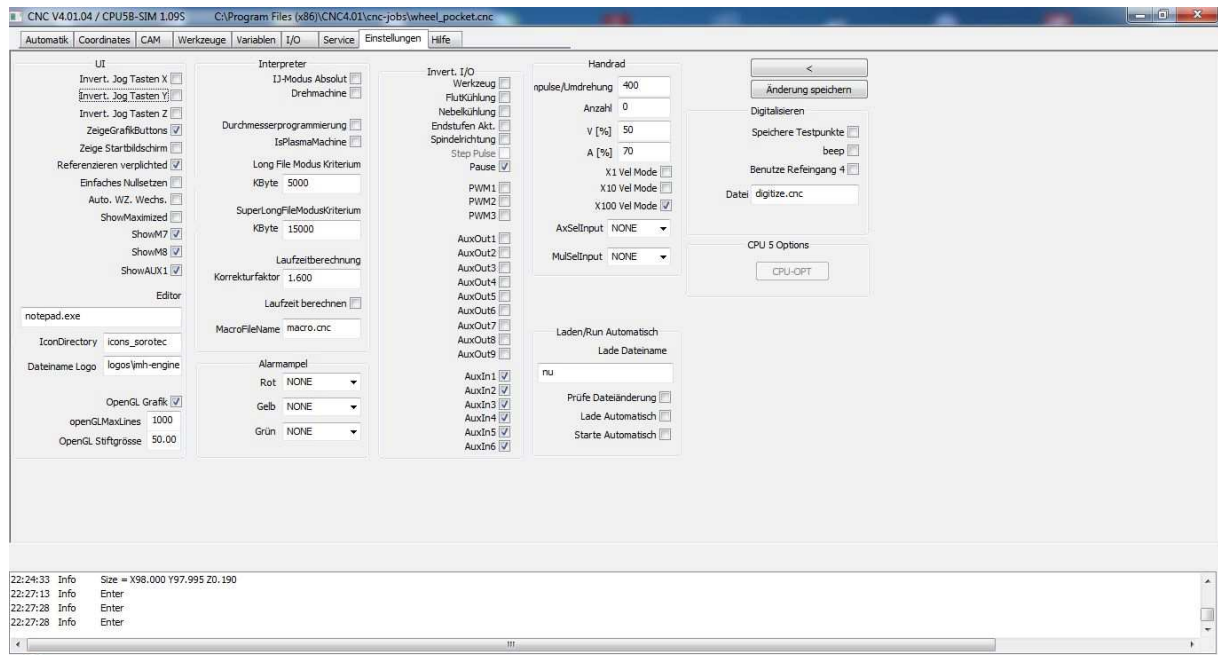 CNC V4.01.04 / CPU5B-SIM 1.09S C:\Program Files (x86)\CNC4.01\cnc-jobs\wheel_pocket.cnc
Automatik Coordinates CAM Werkzeuge Variablen I/O Service Einstellungen Hilfe
UI
Invert. Jog Tasten X
Invert. Jog Tasten Y
Invert. Jog Tasten Z
ZeigeGrafikButtons
Zeige Startbildschirm
Referenzieren verplichted
Einfaches Nullsetzen
Auto. WZ. Wechs.
ShowMaximized
ShowM7
ShowM8
ShowAUX1
Editor
notepad.exe
IconDirectory icons_sorotec
Dateiname Logo logos\jmh-engine
OpenGL Grafik
openGLMaxLines 1000
OpenGL Stiftgrösse 50.00
Interpreter
IJ-Modus Absolut
Drehmachine
Durchmesserprogrammierung
IsPlasmaMachine
Long File Modus Kriterium
KByte 5000
SuperLongFileModusKriterium
KByte 15000
Laufzeitberechnung
Korrekturfaktor 1.600
Laufzeit berechnen
MacroFileName macro.cnc
Alarmampel
Rot NONE
Gelb NONE
Grün NONE
Invert. I/O
Werkzeug
FlutKühlung
Nebelkühlung
Endstufen Akt.
Spindelrichtung
Step Pulse
Pause
PWM1
PWM2
PWM3
AuxOut1
AuxOut2
AuxOut3
AuxOut4
AuxOut5
AuxOut6
AuxOut7
AuxOut8
AuxOut9
AuxIn1
AuxIn2
AuxIn3
AuxIn4
AuxIn5
AuxIn6
Handrad
npulse/Umdrehung 400
Anzahl 0
V [%] 50
A [%] 70
X1 Vel Mode
X10 Vel Mode
X100 Vel Mode
AxSelInput NONE
MulSelInput NONE
Laden/Run Automatisch
Lade Dateiname
nu
Prüfe Dateiänderung
Lade Automatisch
Starte Automatisch
<
Änderung speichern
Digitalisieren
Speichere Testpunkte
beep
Benutze Refeingang 4
Datei digitize.cnc
CPU 5 Options
CPU-OPT
22:24:33 Info Size = X98.000 Y97.995 Z0.190
22:27:13 Info Enter
22:27:28 Info Enter
22:27:28 Info Enter